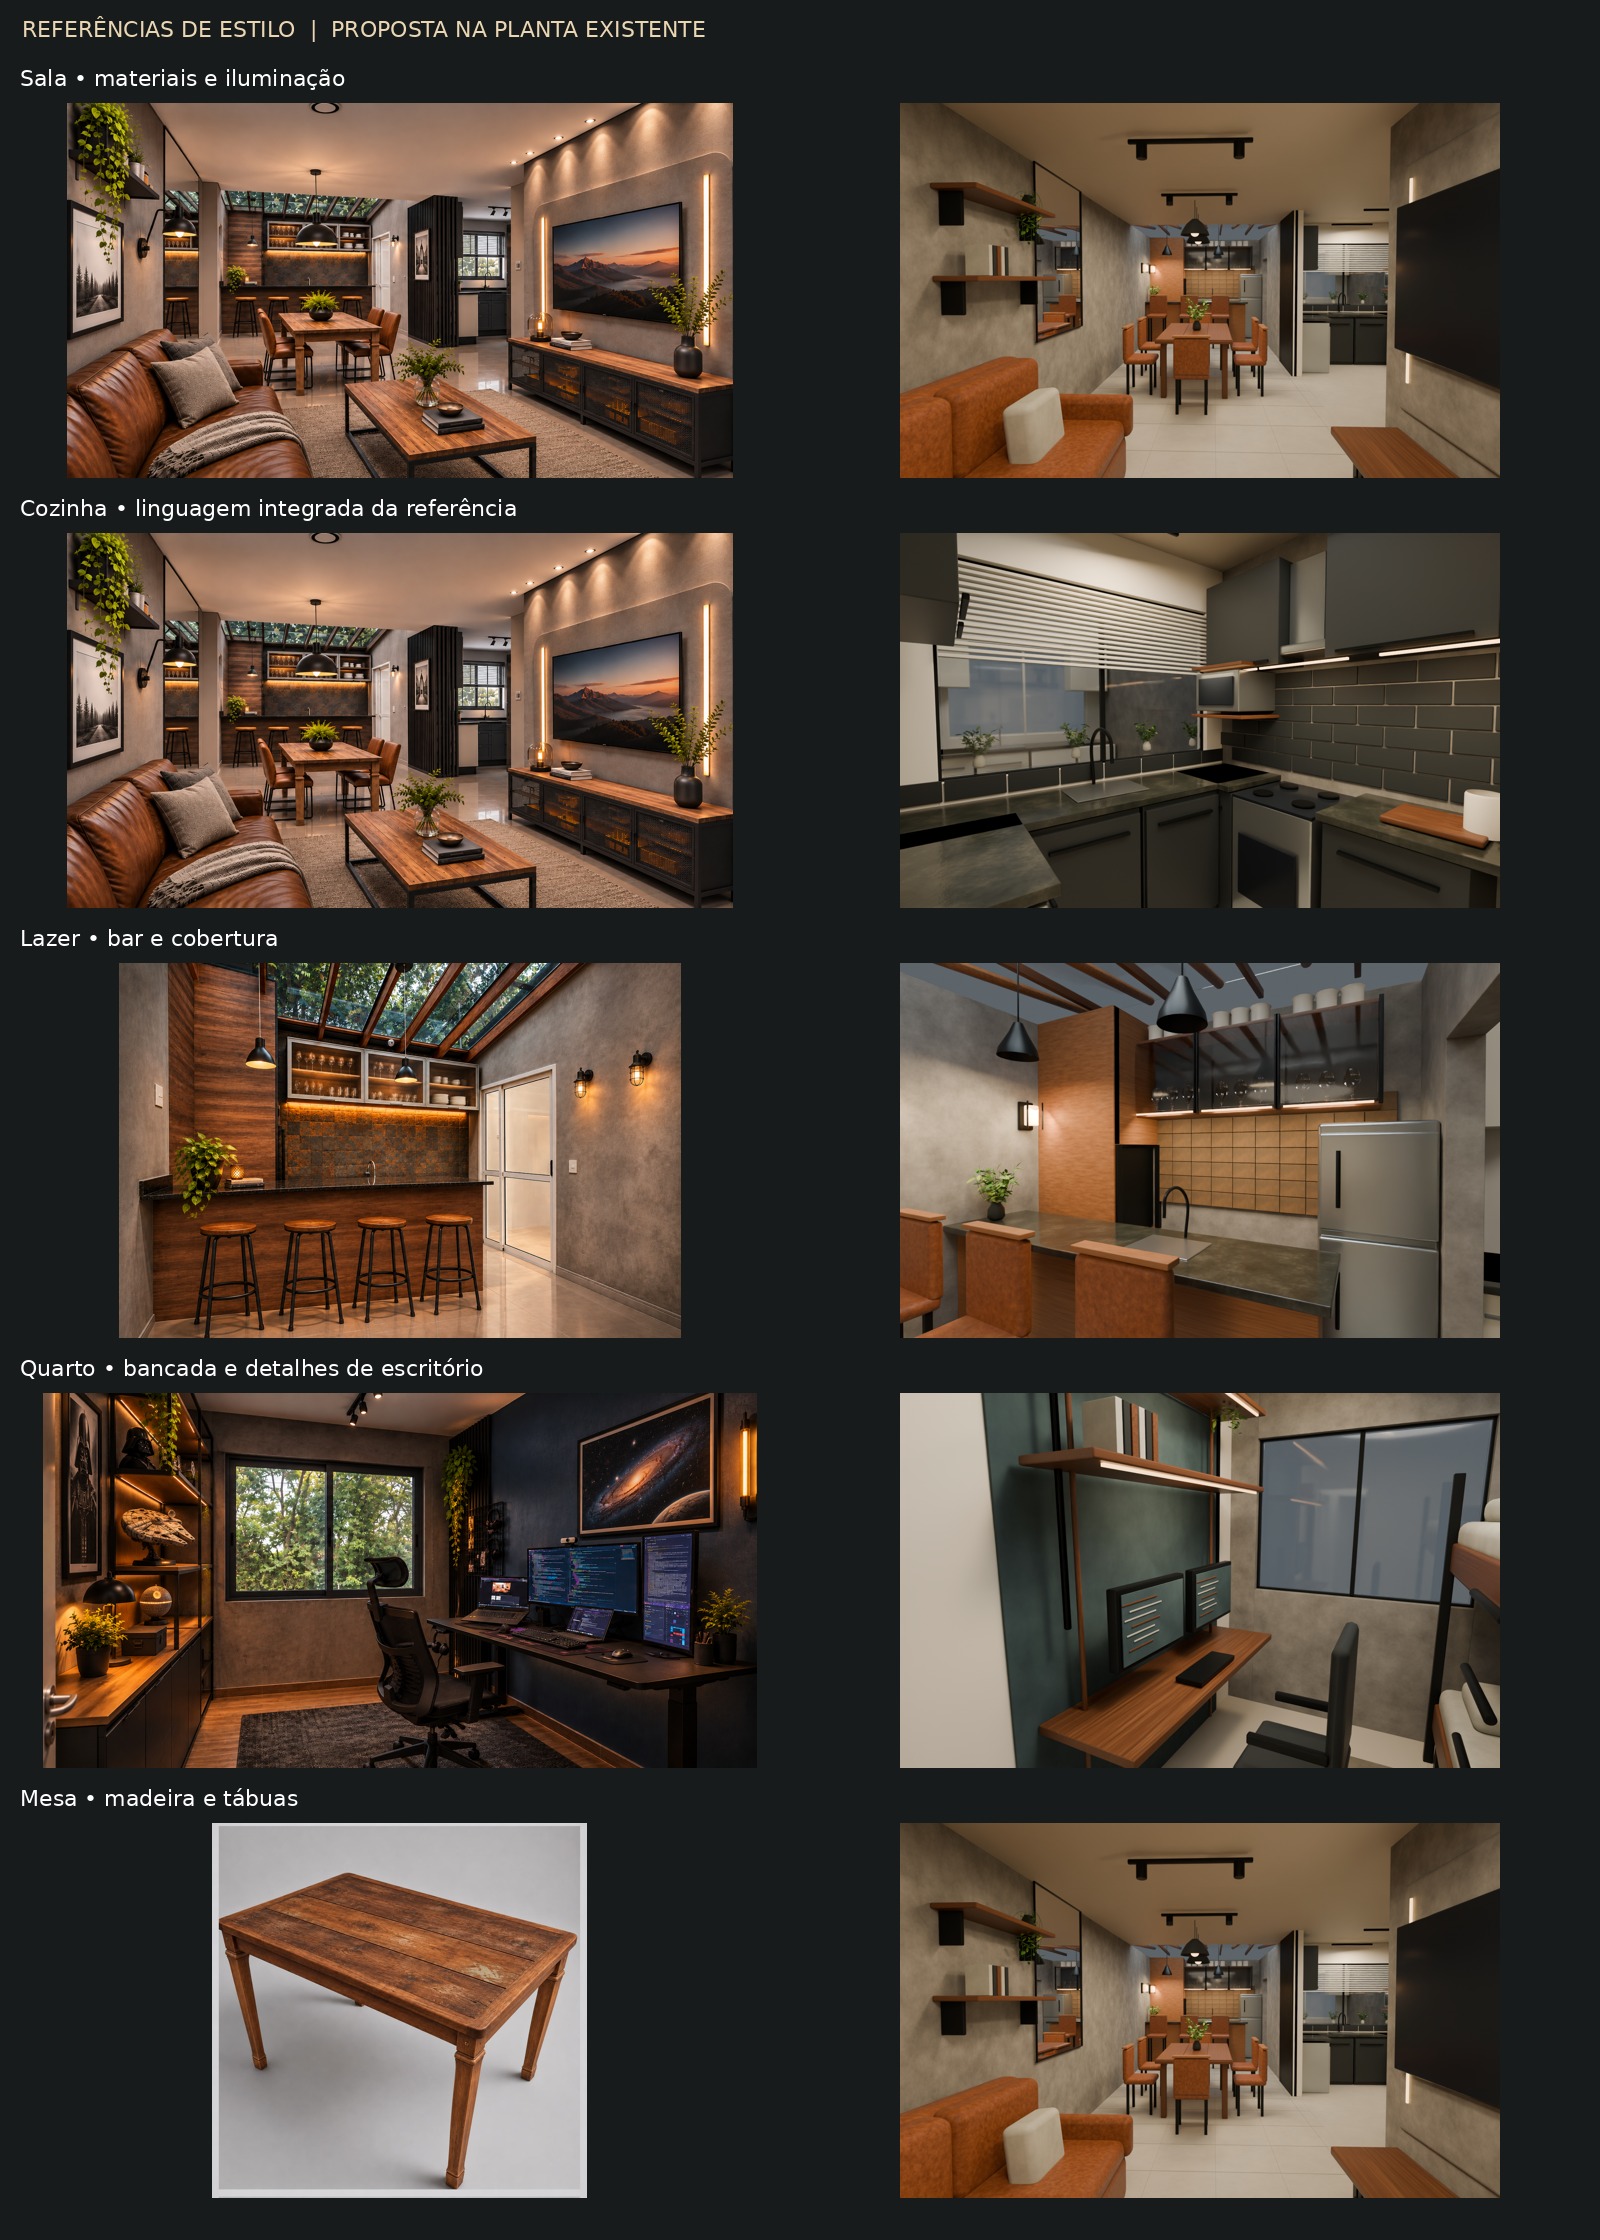 REFERÊNCIAS DE ESTILO | PROPOSTA NA PLANTA EXISTENTE
Sala • materiais e iluminação
Cozinha • linguagem integrada da referência
Lazer • bar e cobertura
Quarto • bancada e detalhes de escritório
Mesa • madeira e tábuas